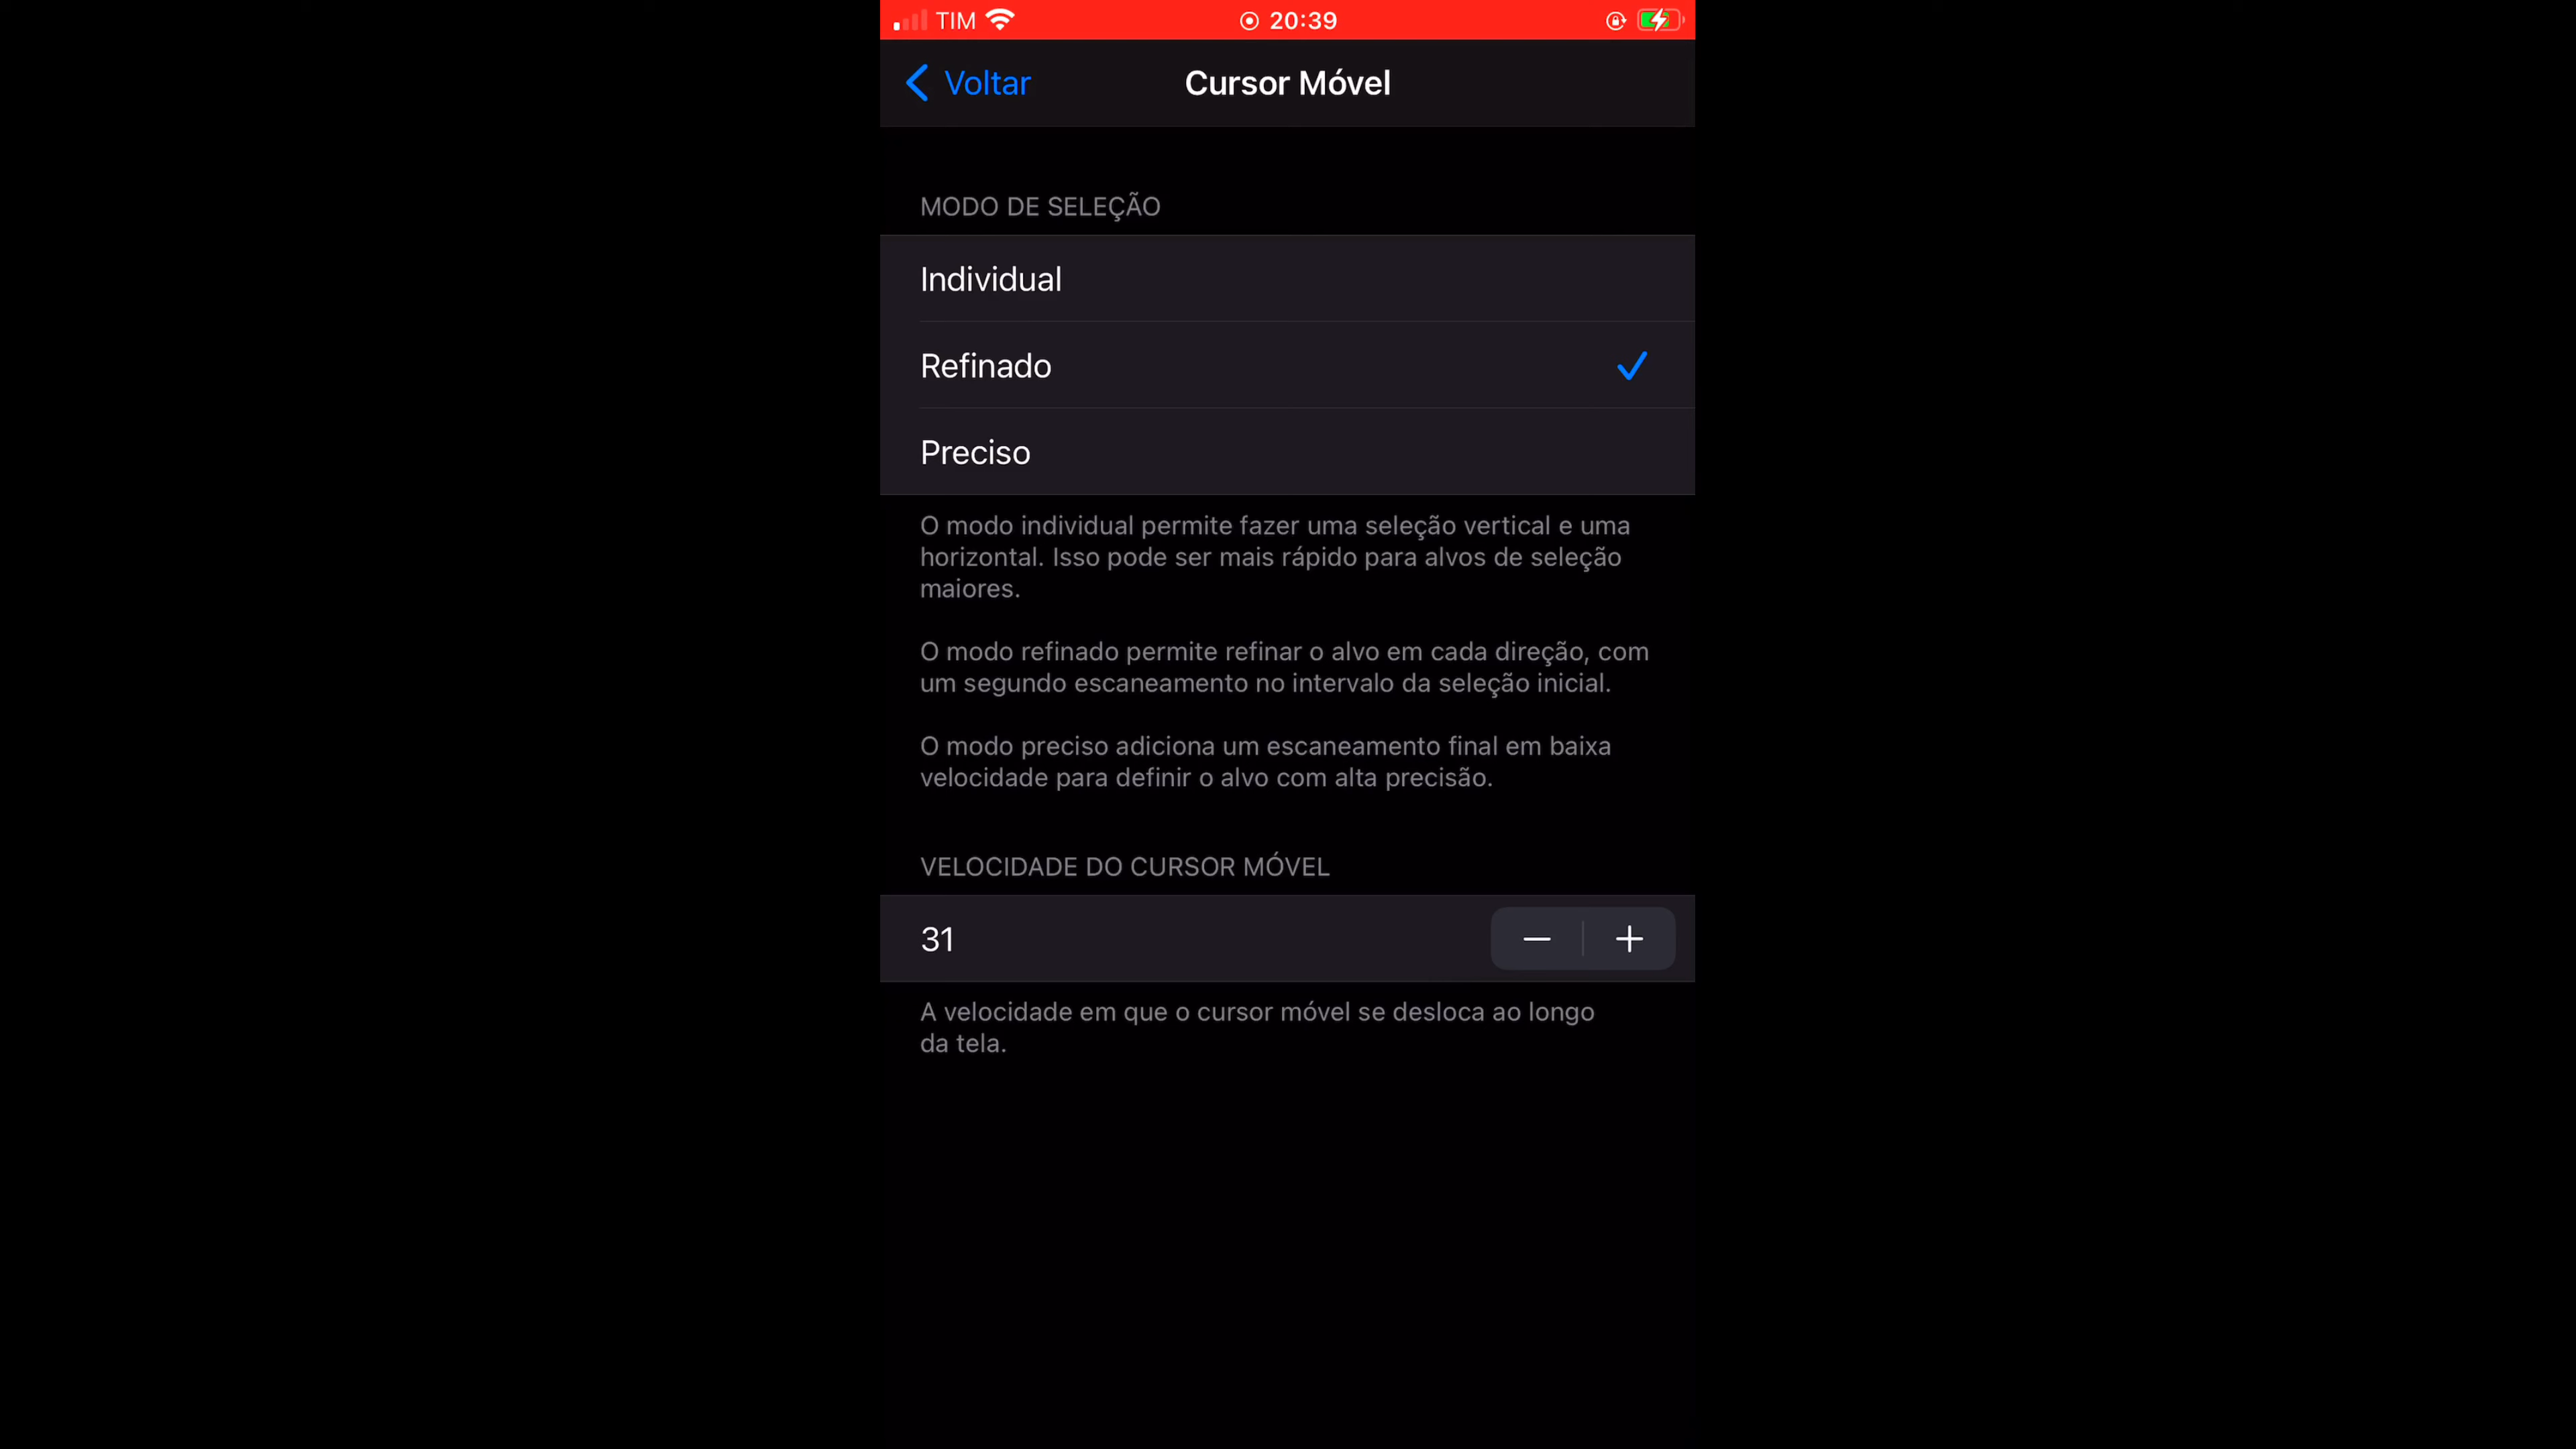 TIM 20:39
Voltar Cursor Móvel
MODO DE SELEÇÃO
Individual
Refinado
Preciso
O modo individual permite fazer uma seleção vertical e uma
horizontal. Isso pode ser mais rápido para alvos de seleção
maiores.
O modo refinado permite refinar o alvo em cada direção, com
um segundo escaneamento no intervalo da seleção inicial.
O modo preciso adiciona um escaneamento final em baixa
velocidade para definir o alvo com alta precisão.
VELOCIDADE DO CURSOR MÓVEL
31
A velocidade em que o cursor móvel se desloca ao longo
da tela.